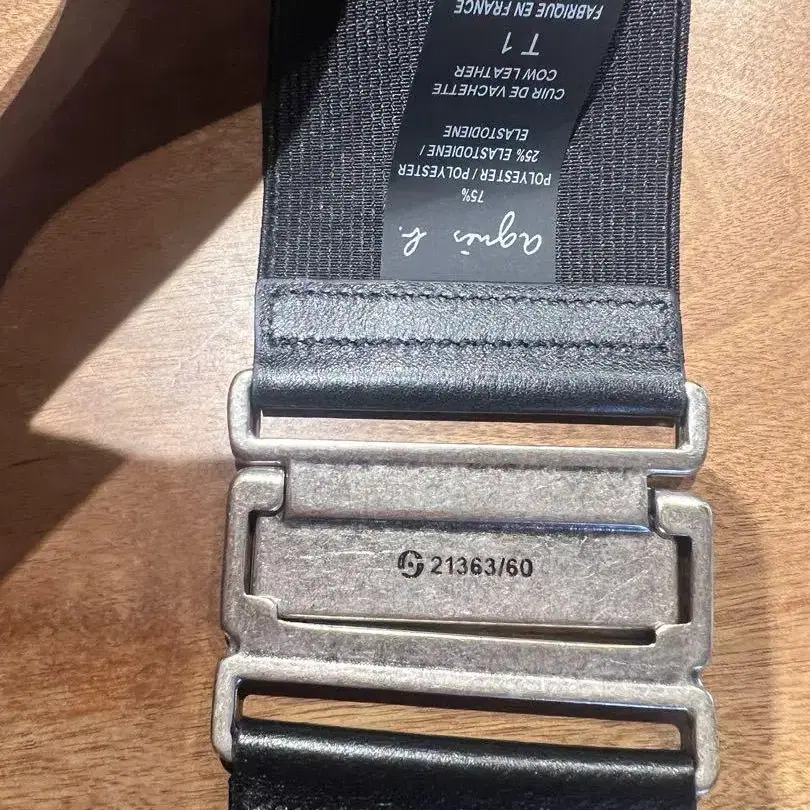 agnès b.
75%
POLYESTER / POLYESTER
25% ELASTODIENE /
ELASTODIENE
CUIR DE VACHETTE
COW LEATHER
T 1
FABRIQUE EN FRANCE
21363/60